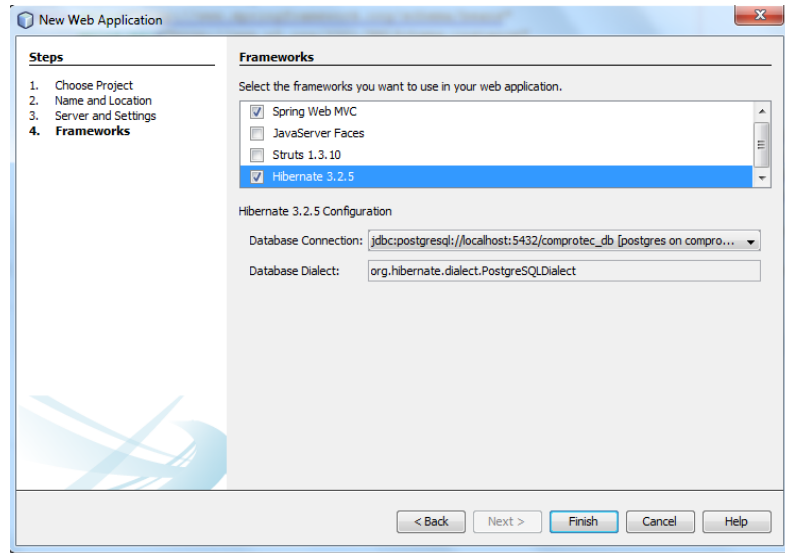 New Web Application
Steps
1. Choose Project
2. Name and Location
3. Server and Settings
4. Frameworks
Frameworks
Select the frameworks you want to use in your web application.
Spring Web MVC
JavaServer Faces
Struts 1.3.10
Hibernate 3.2.5
Hibernate 3.2.5 Configuration
Database Connection: jdbc:postgresql://localhost:5432/comprotec_db [postgres on compro...
Database Dialect: org.hibernate.dialect.PostgreSQLDialect
< Back Next > Finish Cancel Help